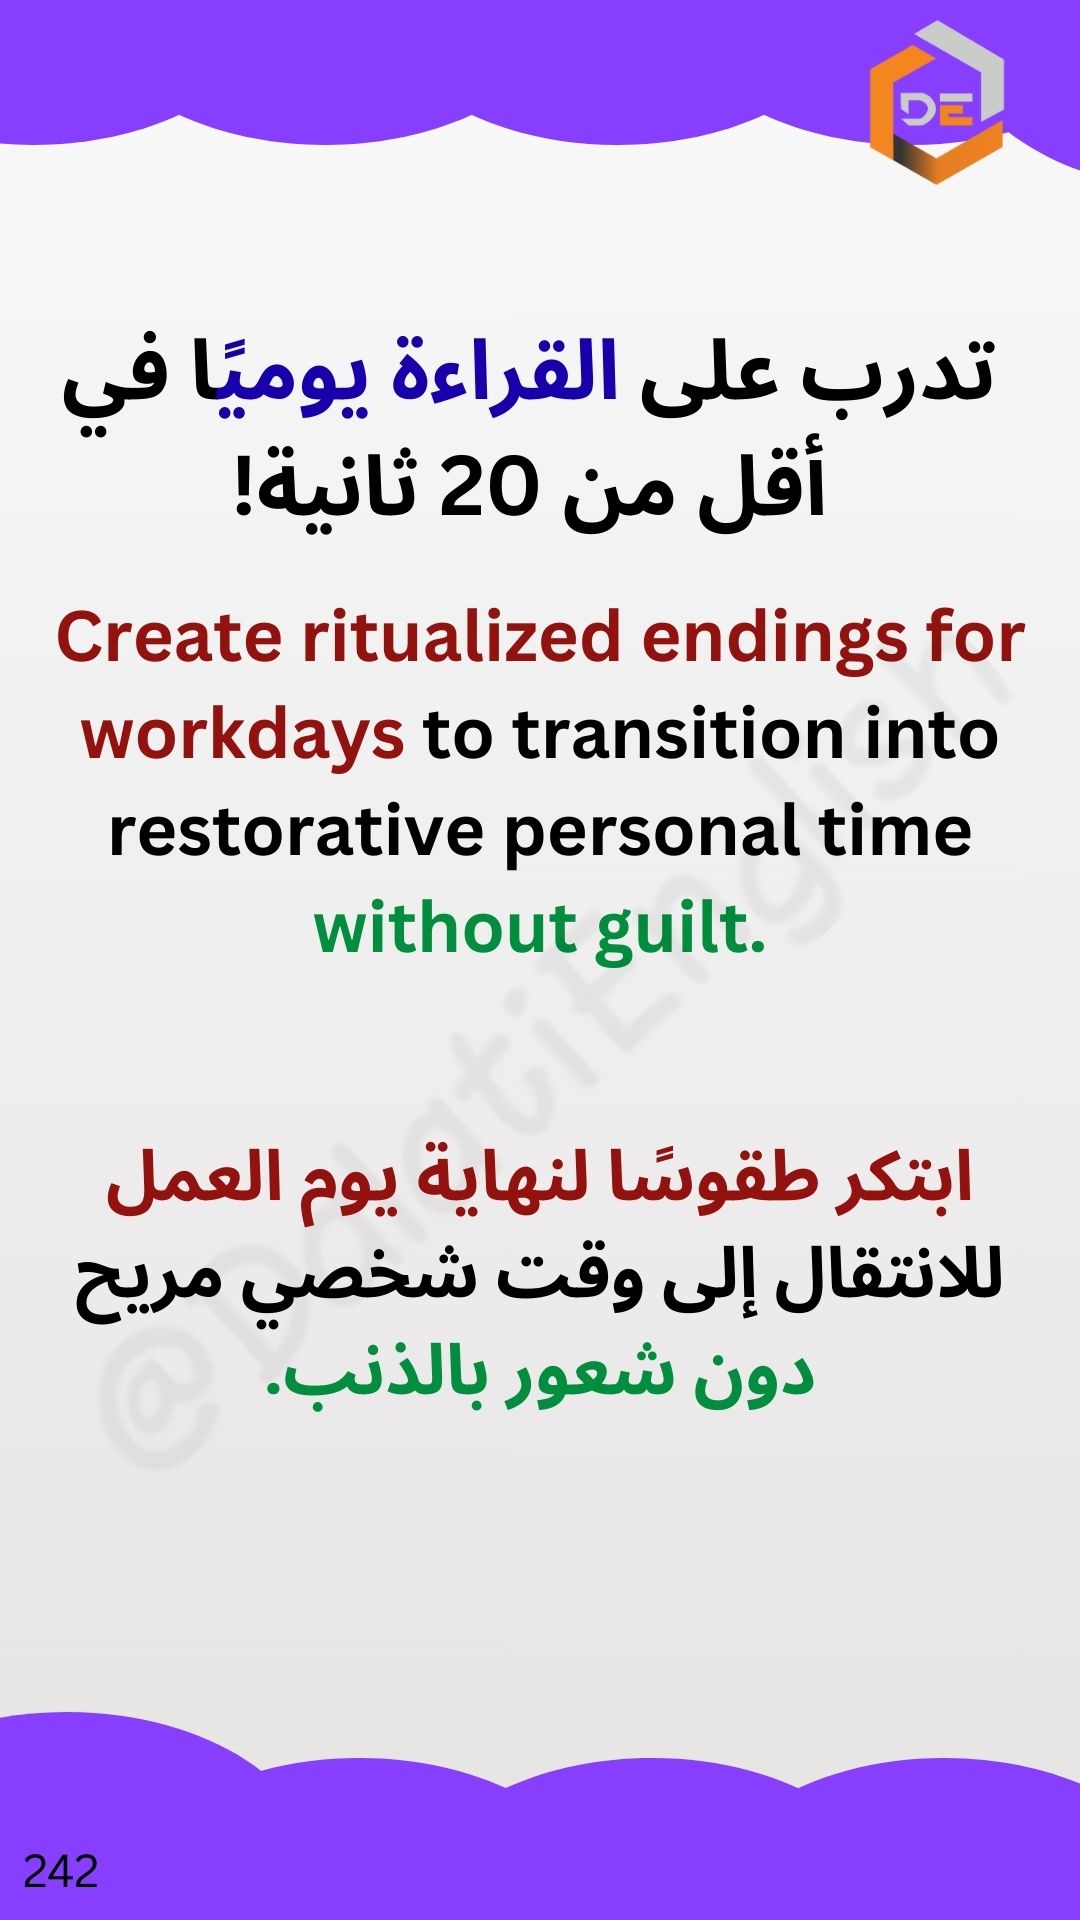 DE
تدرب على القراءة يوميًا في
أقل من 20 ثانية!
Create ritualized endings for
workdays to transition into
restorative personal time
without guilt.
ابتكر طقوسًا لنهاية يوم العمل
للانتقال إلى وقت شخصي مريح
دون شعور بالذنب.
@DalatiEnglish
242